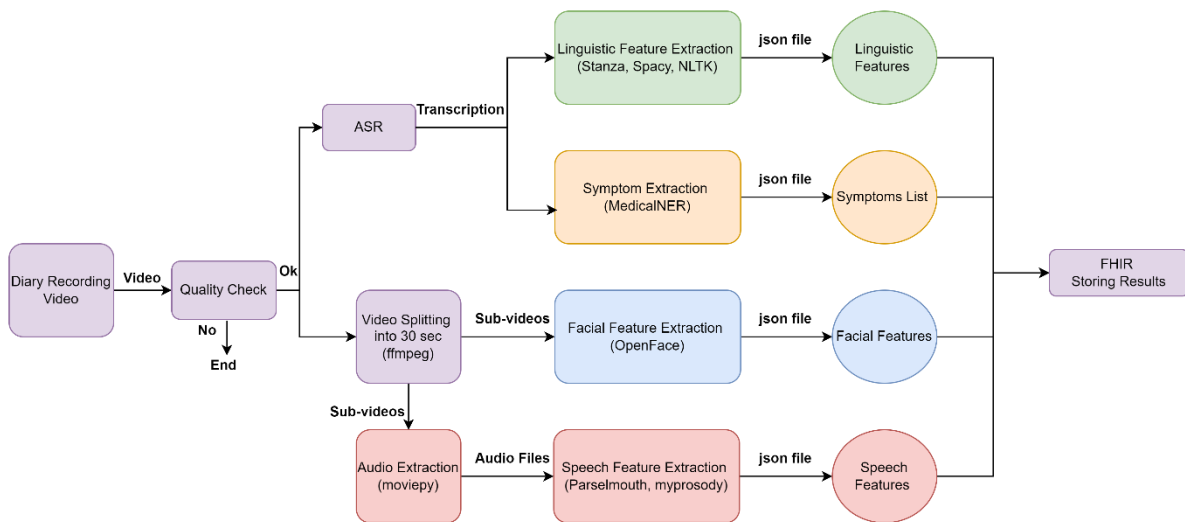 Linguistic Feature Extraction
(Stanza, Spacy, NLTK)
json file
Linguistic
Features
ASR
Transcription
Symptom Extraction
(MedicalNER)
json file
Symptoms List
Diary Recording
Video
Video
Quality Check
Ok
No
End
Video Splitting
into 30 sec
(ffmpeg)
Sub-videos
Facial Feature Extraction
(OpenFace)
json file
Facial Features
FHIR
Storing Results
Sub-videos
Audio Extraction
(moviepy)
Audio Files
Speech Feature Extraction
(Parselmouth, myprosody)
json file
Speech
Features